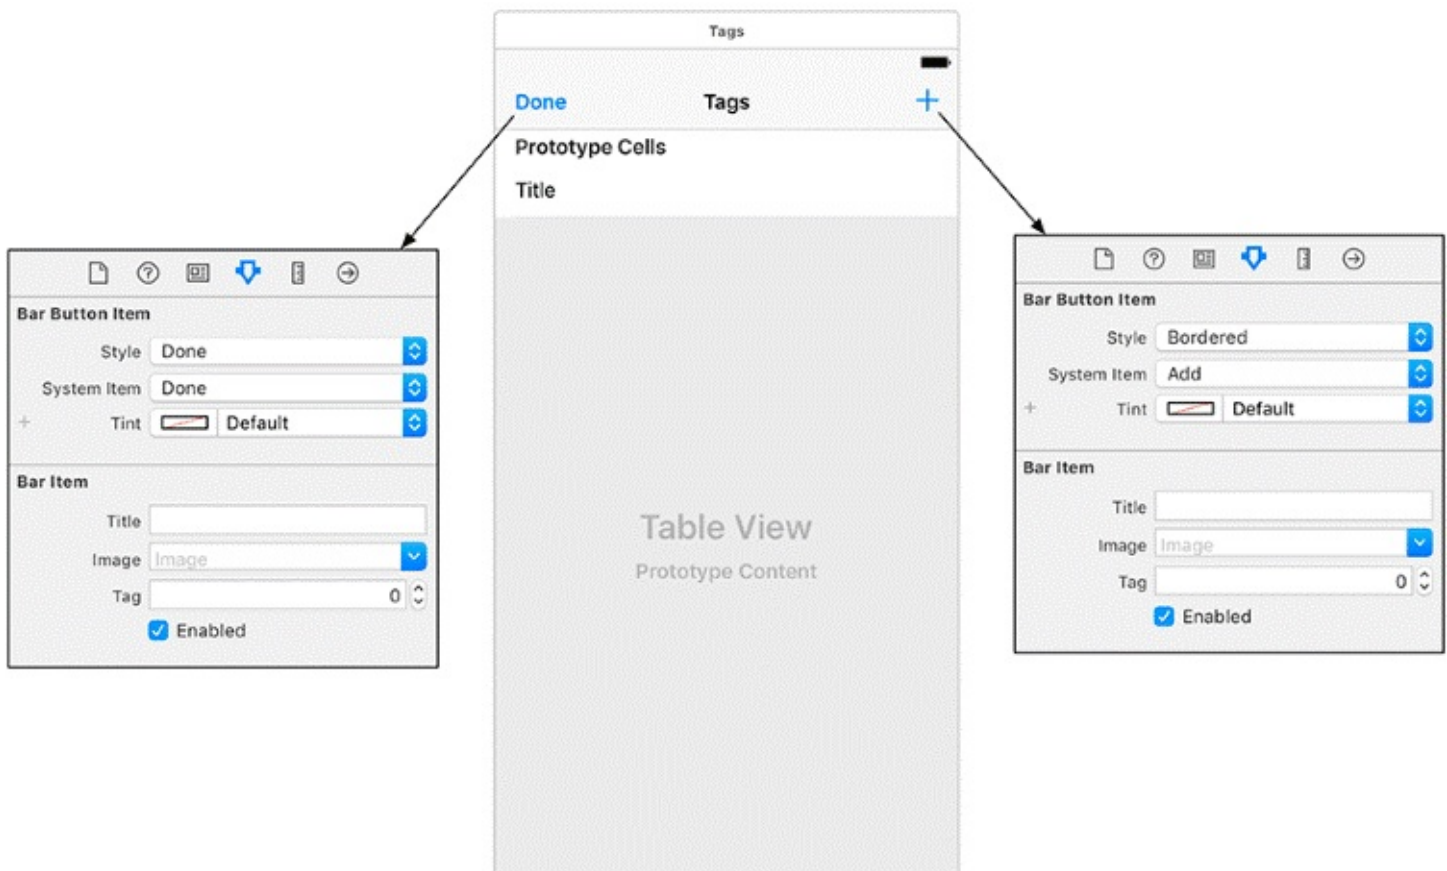 Tags
Done Tags +
Prototype Cells
Title
Table View
Prototype Content
Bar Button Item
Style Done
System Item Done
+ Tint Default
Bar Item
Title
Image Image
Tag 0
Enabled
Bar Button Item
Style Bordered
System Item Add
+ Tint Default
Bar Item
Title
Image Image
Tag 0
Enabled